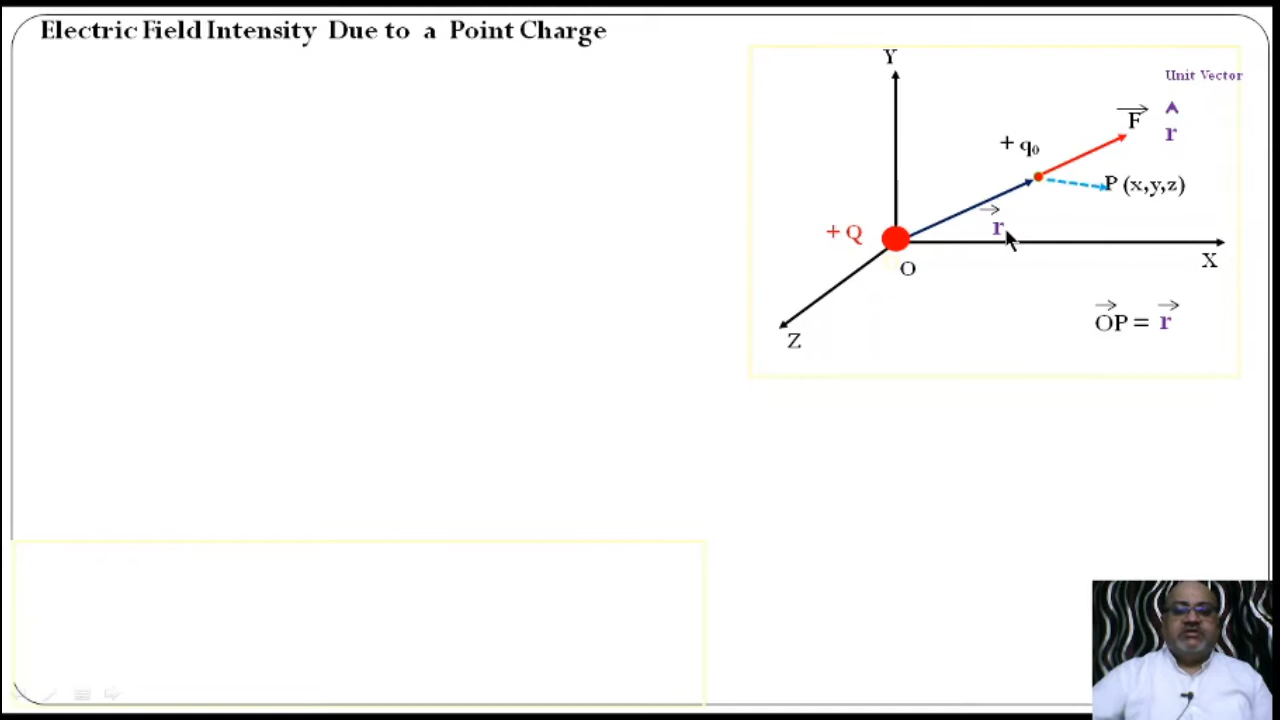 Electric Field Intensity Due to a Point Charge
Y
Unit Vector
F
r
+ q₀
P (x,y,z)
+ Q
r
O
X
OP = r
Z